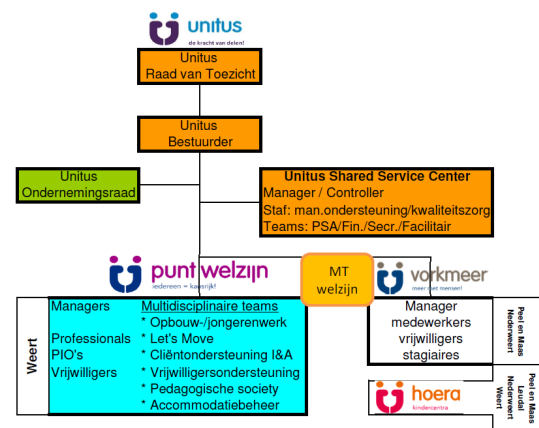 unitus
de kracht van delen!
Unitus
Raad van Toezicht
Unitus
Bestuurder
Unitus
Ondernemingsraad
Unitus Shared Service Center
Manager / Controller
Staf: man.ondersteuning/kwaliteitszorg
Teams: PSA/Fin./Secr./Facilitair
punt welzijn
iedereen = kansrijk!
MT
welzijn
vorkmeer
meer met mensen!
Weert
Managers
Professionals
PIO's
Vrijwilligers
Multidisciplinaire teams
* Opbouw-/jongerenwerk
* Let's Move
* Cliëntondersteuning I&A
* Vrijwilligersondersteuning
* Pedagogische society
* Accommodatiebeheer
Manager
medewerkers
vrijwilligers
stagiaires
Peel en Maas
Nederweert
hoera
kindercentra
Peel en Maas
Leudal
Nederweert
Weert